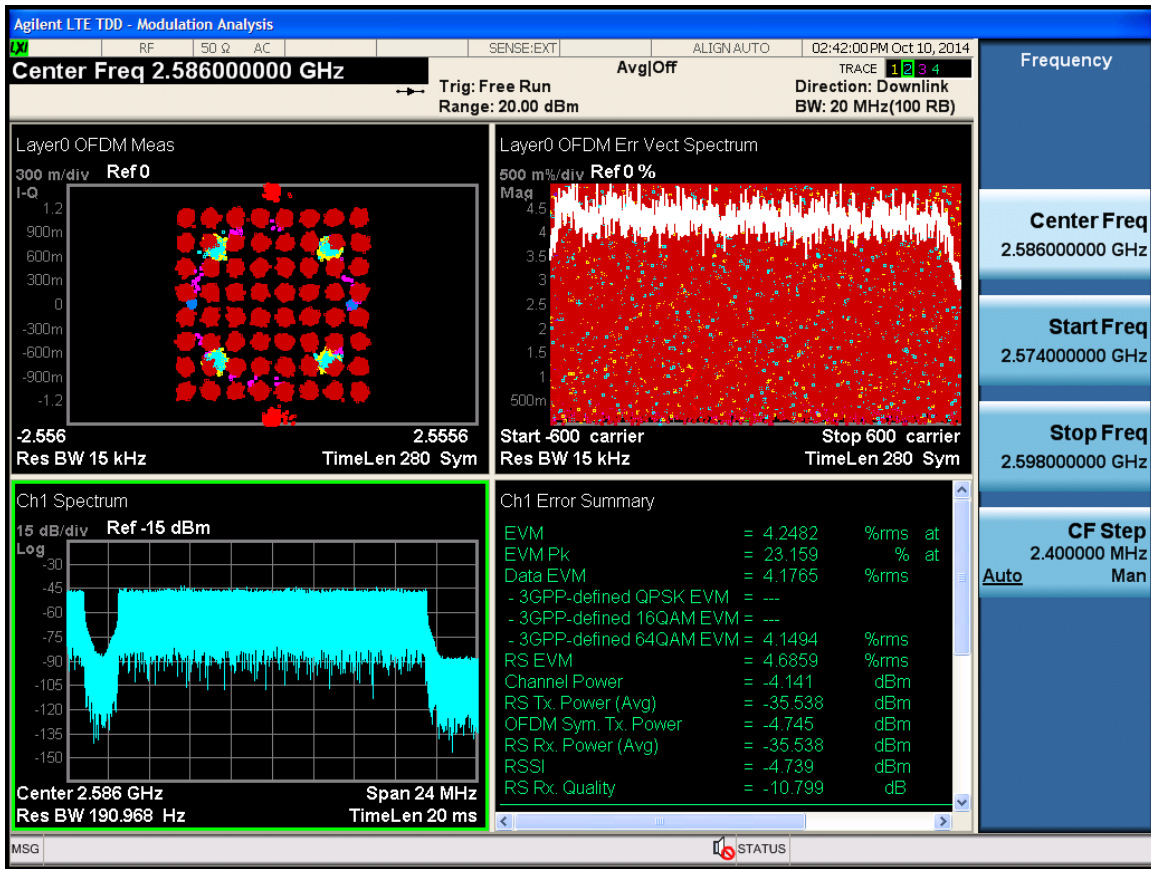 Agilent LTE TDD - Modulation Analysis
LXI RF 50 Ω AC SENSE:EXT ALIGN AUTO 02:42:00 PM Oct 10, 2014
Center Freq 2.586000000 GHz
Avg|Off
TRACE 1 2 3 4
Trig: Free Run
Direction: Downlink
Range: 20.00 dBm
BW: 20 MHz(100 RB)
Layer0 OFDM Meas
300 m/div Ref 0
I-Q
1.2
900m
600m
300m
0
-300m
-600m
-900m
-1.2
-2.556 2.5556
Res BW 15 kHz TimeLen 280 Sym
Layer0 OFDM Err Vect Spectrum
500 m%/div Ref 0 %
Mag
4.5
4
3.5
3
2.5
2
1.5
1
500m
Start -600 carrier Stop 600 carrier
Res BW 15 kHz TimeLen 280 Sym
Ch1 Spectrum
15 dB/div Ref -15 dBm
Log
-30
-45
-60
-75
-90
-105
-120
-135
-150
Center 2.586 GHz Span 24 MHz
Res BW 190.968 Hz TimeLen 20 ms
Ch1 Error Summary
EVM = 4.2482 %rms at
EVM Pk = 23.159 % at
Data EVM = 4.1765 %rms
- 3GPP-defined QPSK EVM = ---
- 3GPP-defined 16QAM EVM = ---
- 3GPP-defined 64QAM EVM = 4.1494 %rms
RS EVM = 4.6859 %rms
Channel Power = -4.141 dBm
RS Tx. Power (Avg) = -35.538 dBm
OFDM Sym. Tx. Power = -4.745 dBm
RS Rx. Power (Avg) = -35.538 dBm
RSSI = -4.739 dBm
RS Rx. Quality = -10.799 dB
Frequency
Center Freq
2.586000000 GHz
Start Freq
2.574000000 GHz
Stop Freq
2.598000000 GHz
CF Step
2.400000 MHz
Auto Man
MSG STATUS